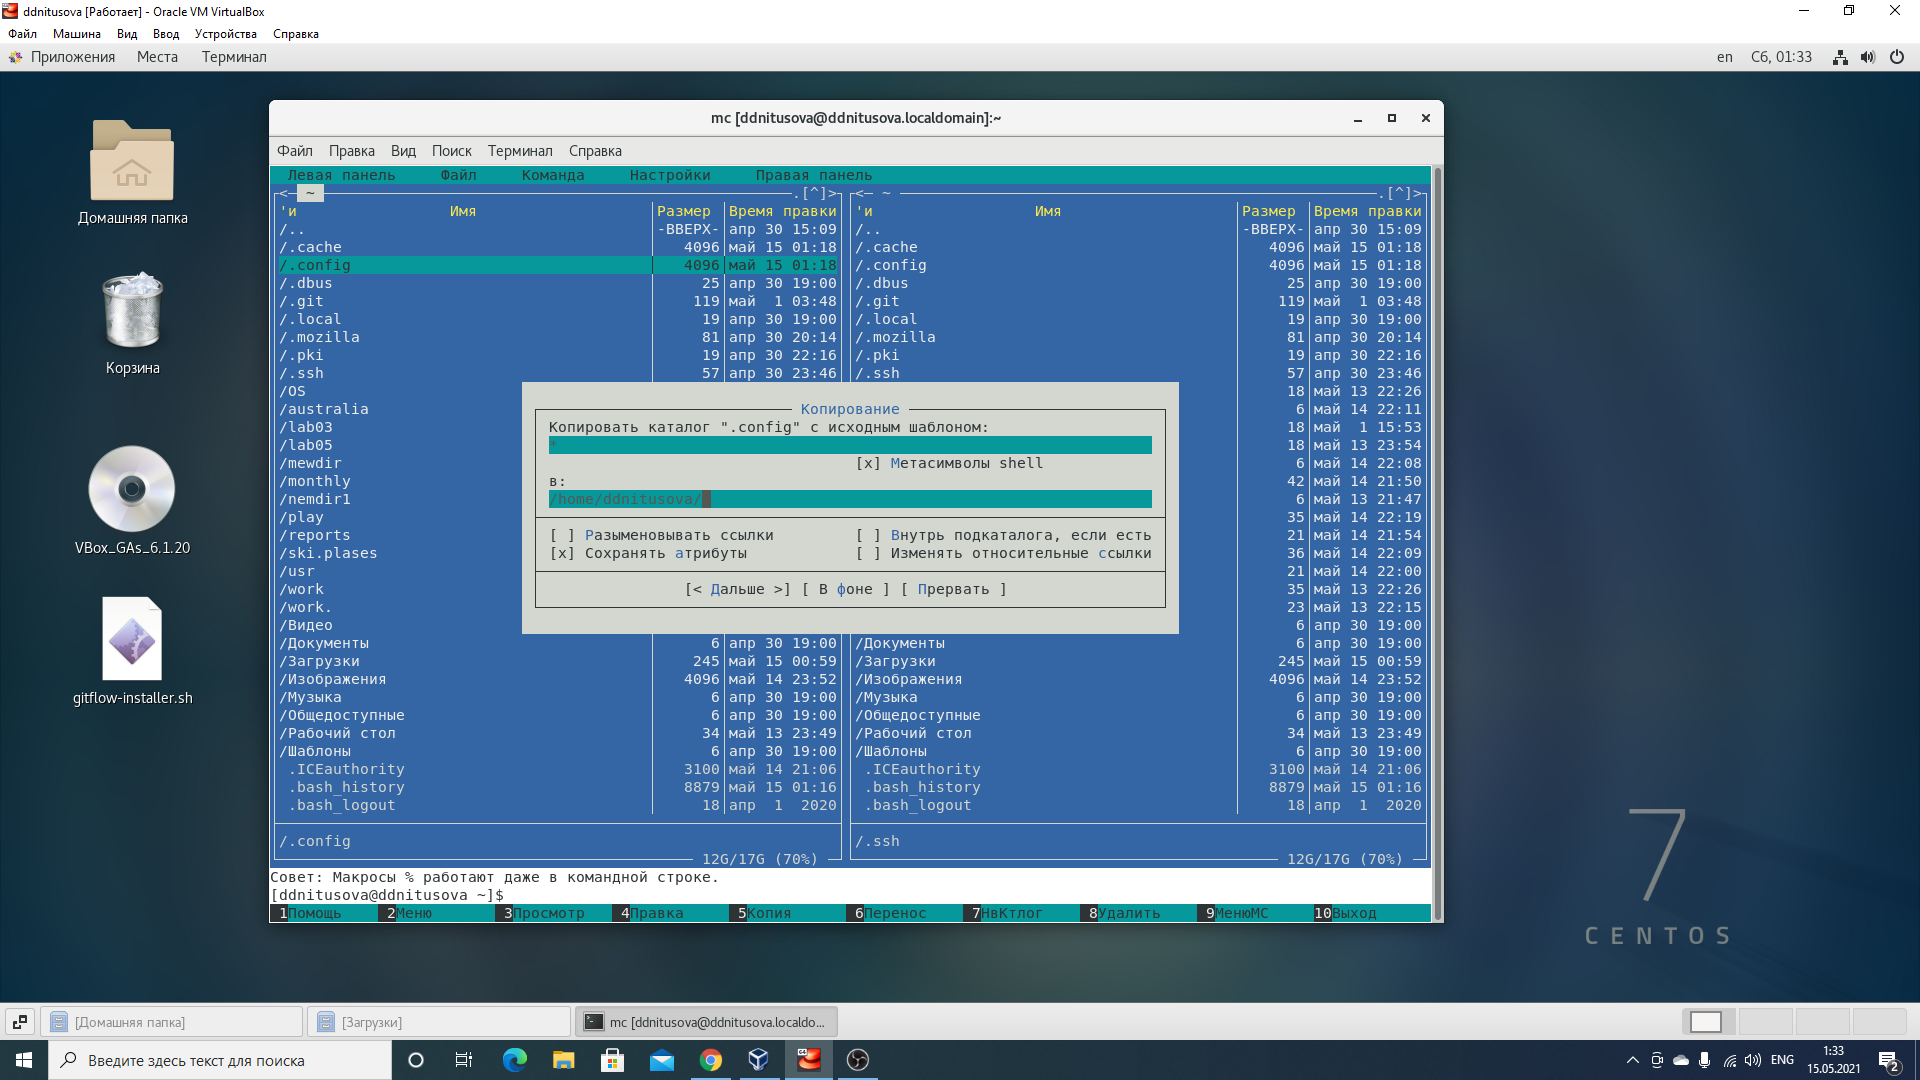 ddnitusova [Работает] - Oracle VM VirtualBox
Файл Машина Вид Ввод Устройства Справка
Приложения Места Терминал en Сб, 01:33
Домашняя папка
Корзина
VBox_GAs_6.1.20
gitflow-installer.sh
mc [ddnitusova@ddnitusova.localdomain]:~
Файл Правка Вид Поиск Терминал Справка
Левая панель Файл Команда Настройки Правая панель
<─ ~ .[^]> <─ ~ .[^]>
'и Имя Размер Время правки 'и Имя Размер Время правки
/.. -ВВЕРХ- апр 30 15:09 /.. -ВВЕРХ- апр 30 15:09
/.cache 4096 май 15 01:18 /.cache 4096 май 15 01:18
/.config 4096 май 15 01:18 /.config 4096 май 15 01:18
/.dbus 25 апр 30 19:00 /.dbus 25 апр 30 19:00
/.git 119 май 1 03:48 /.git 119 май 1 03:48
/.local 19 апр 30 19:00 /.local 19 апр 30 19:00
/.mozilla 81 апр 30 20:14 /.mozilla 81 апр 30 20:14
/.pki 19 апр 30 22:16 /.pki 19 апр 30 22:16
/.ssh 57 апр 30 23:46 /.ssh 57 апр 30 23:46
/OS 18 май 13 22:26
/australia 6 май 14 22:11
/lab03 18 май 1 15:53
/lab05 18 май 13 23:54
/mewdir 6 май 14 22:08
/monthly 42 май 14 21:50
/nemdir1 6 май 13 21:47
/play 35 май 14 22:19
/reports 21 май 14 21:54
/ski.plases 36 май 14 22:09
/usr 21 май 14 22:00
/work 35 май 13 22:26
/work. 23 май 13 22:15
/Видео 6 апр 30 19:00
Копирование
Копировать каталог ".config" с исходным шаблоном:
*
[x] Метасимволы shell
в:
/home/ddnitusova/
[ ] Разыменовывать ссылки [ ] Внутрь подкаталога, если есть
[x] Сохранять атрибуты [ ] Изменять относительные ссылки
[< Дальше >] [ В фоне ] [ Прервать ]
/Документы 6 апр 30 19:00 /Документы 6 апр 30 19:00
/Загрузки 245 май 15 00:59 /Загрузки 245 май 15 00:59
/Изображения 4096 май 14 23:52 /Изображения 4096 май 14 23:52
/Музыка 6 апр 30 19:00 /Музыка 6 апр 30 19:00
/Общедоступные 6 апр 30 19:00 /Общедоступные 6 апр 30 19:00
/Рабочий стол 34 май 13 23:49 /Рабочий стол 34 май 13 23:49
/Шаблоны 6 апр 30 19:00 /Шаблоны 6 апр 30 19:00
.ICEauthority 3100 май 14 21:06 .ICEauthority 3100 май 14 21:06
.bash_history 8879 май 15 01:16 .bash_history 8879 май 15 01:16
.bash_logout 18 апр 1 2020 .bash_logout 18 апр 1 2020
/.config /.ssh
12G/17G (70%) 12G/17G (70%)
Совет: Макросы % работают даже в командной строке.
[ddnitusova@ddnitusova ~]$
1Помощь 2Меню 3Просмотр 4Правка 5Копия 6Перенос 7НвКтлог 8Удалить 9МенюМС 10Выход
7
CENTOS
[Домашняя папка] [Загрузки] mc [ddnitusova@ddnitusova.localdo...
Введите здесь текст для поиска
ENG 1:33
15.05.2021
2